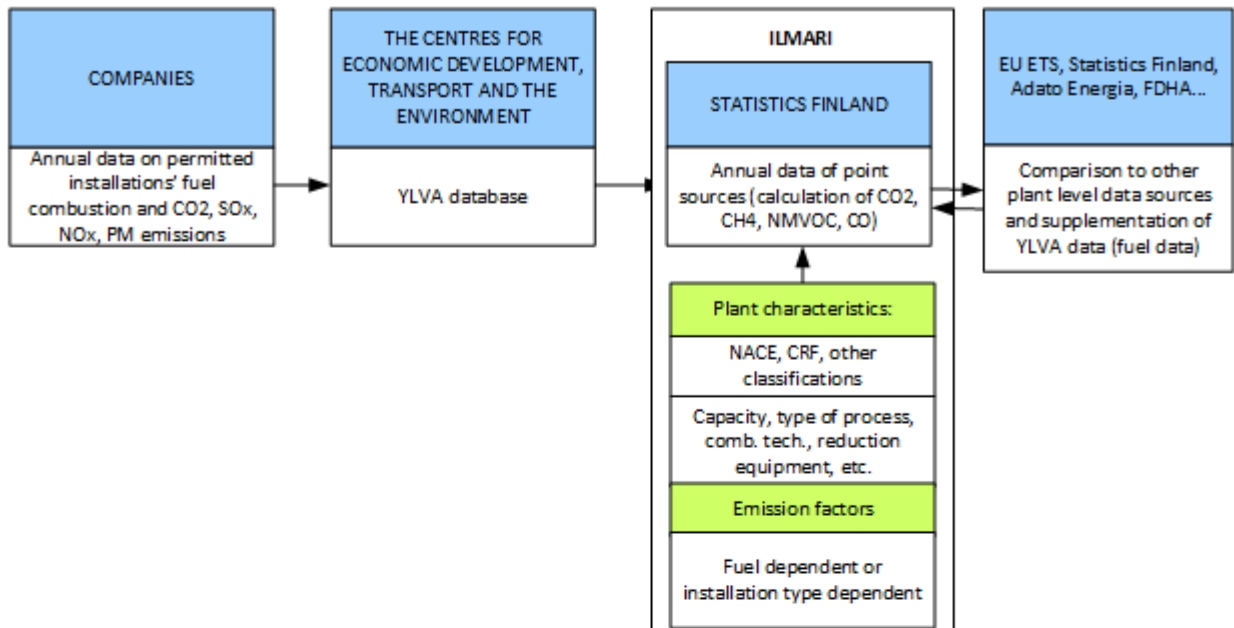 COMPANIES
Annual data on permitted
installations' fuel
combustion and CO2, SOx,
NOx, PM emissions
THE CENTRES FOR
ECONOMIC DEVELOPMENT,
TRANSPORT AND THE
ENVIRONMENT
YLVA database
ILMARI
STATISTICS FINLAND
Annual data of point
sources (calculation of CO2,
CH4, NMVOC, CO)
Plant characteristics:
NACE, CRF, other
classifications
Capacity, type of process,
comb. tech., reduction
equipment, etc.
Emission factors
Fuel dependent or
installation type dependent
EU ETS, Statistics Finland,
Adato Energia, FDHA...
Comparison to other
plant level data sources
and supplementation of
YLVA data (fuel data)